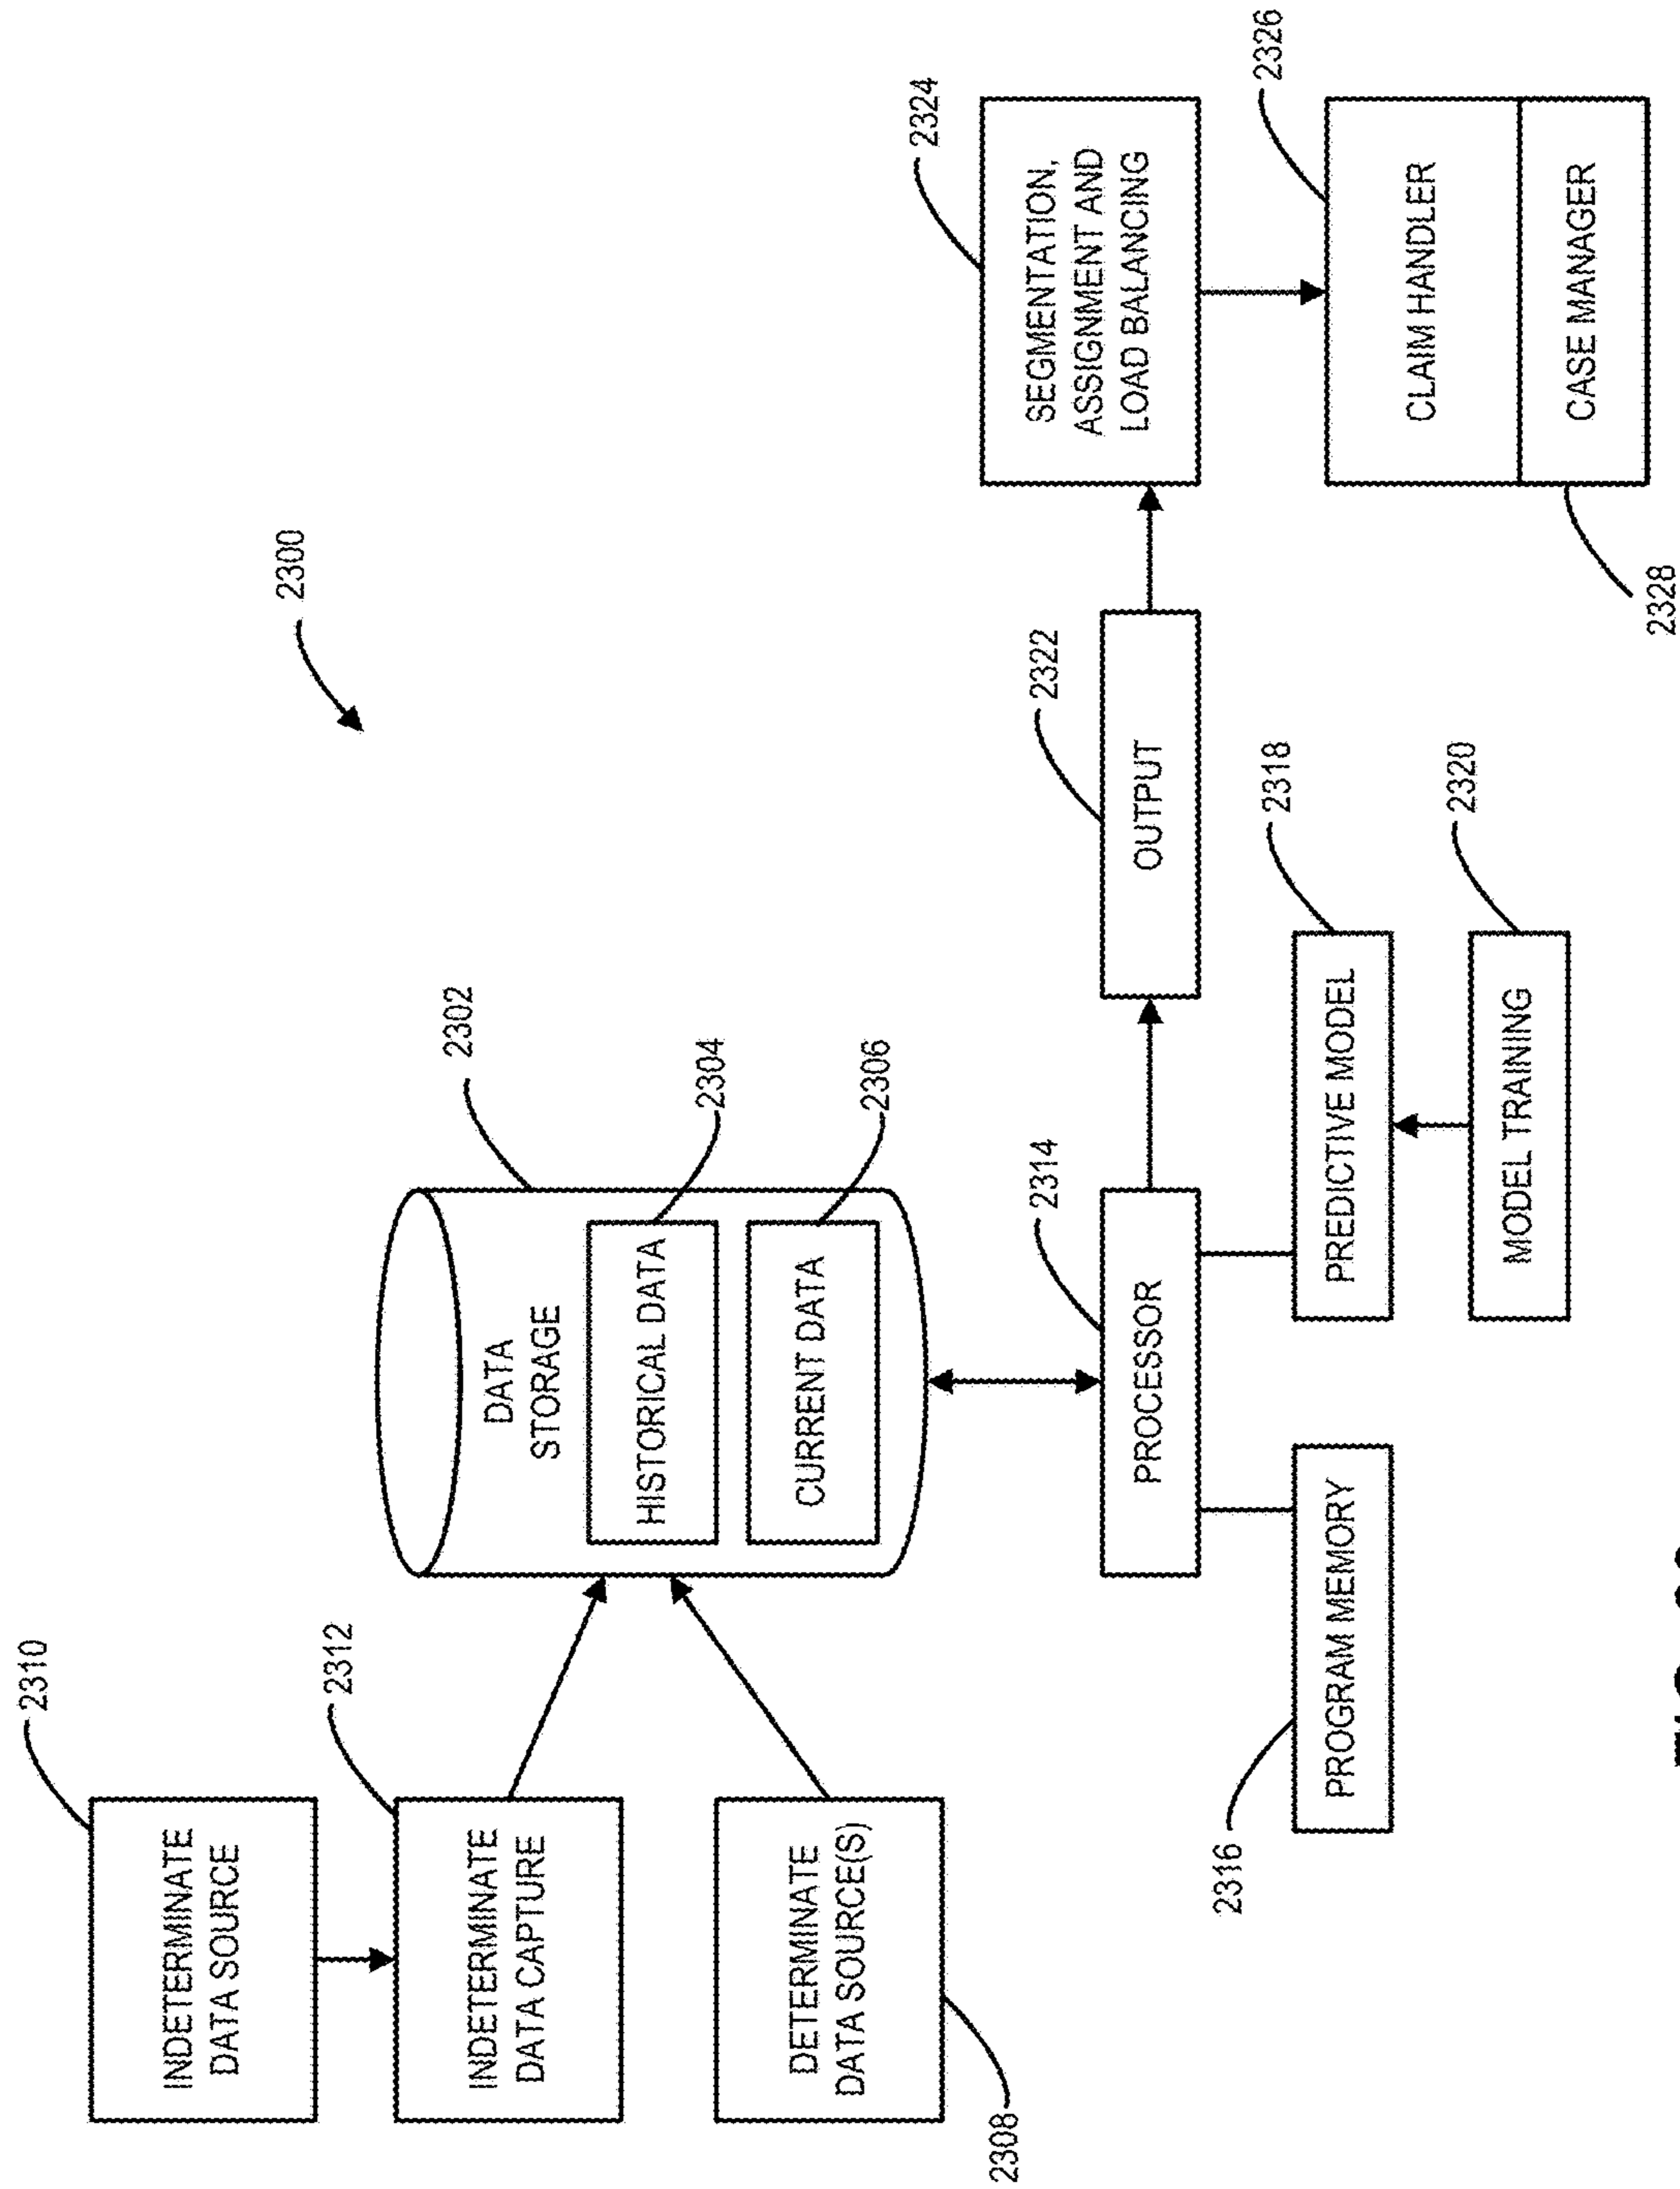 2300
2310
INDETERMINATE
DATA SOURCE
2312
INDETERMINATE
DATA CAPTURE
DETERMINATE
DATA SOURCE(S)
2308
2302
DATA
STORAGE
HISTORICAL DATA
2304
CURRENT DATA
2306
2314
PROCESSOR
2316
PROGRAM MEMORY
2318
PREDICTIVE MODEL
2320
MODEL TRAINING
2322
OUTPUT
2324
SEGMENTATION,
ASSIGNMENT AND
LOAD BALANCING
2326
CLAIM HANDLER
CASE MANAGER
2328